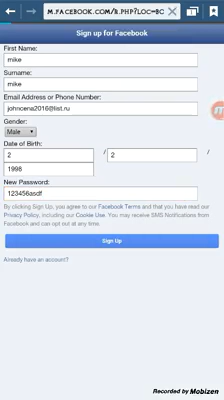 M.FACEBOOK.COM/R.PHP?LOC=BO
Sign up for Facebook
First Name:
mike
Surname:
mike
Email Address or Phone Number:
johncena2016@list.ru
Gender:
Male
Date of Birth:
2 / 2 /
1998
New Password:
123456asdf
By clicking Sign Up, you agree to our Facebook Terms and that you have read our
Privacy Policy, including our Cookie Use. You may receive SMS Notifications from
Facebook and can opt out at any time.
Sign Up
Already have an account?
Recorded by Mobizen